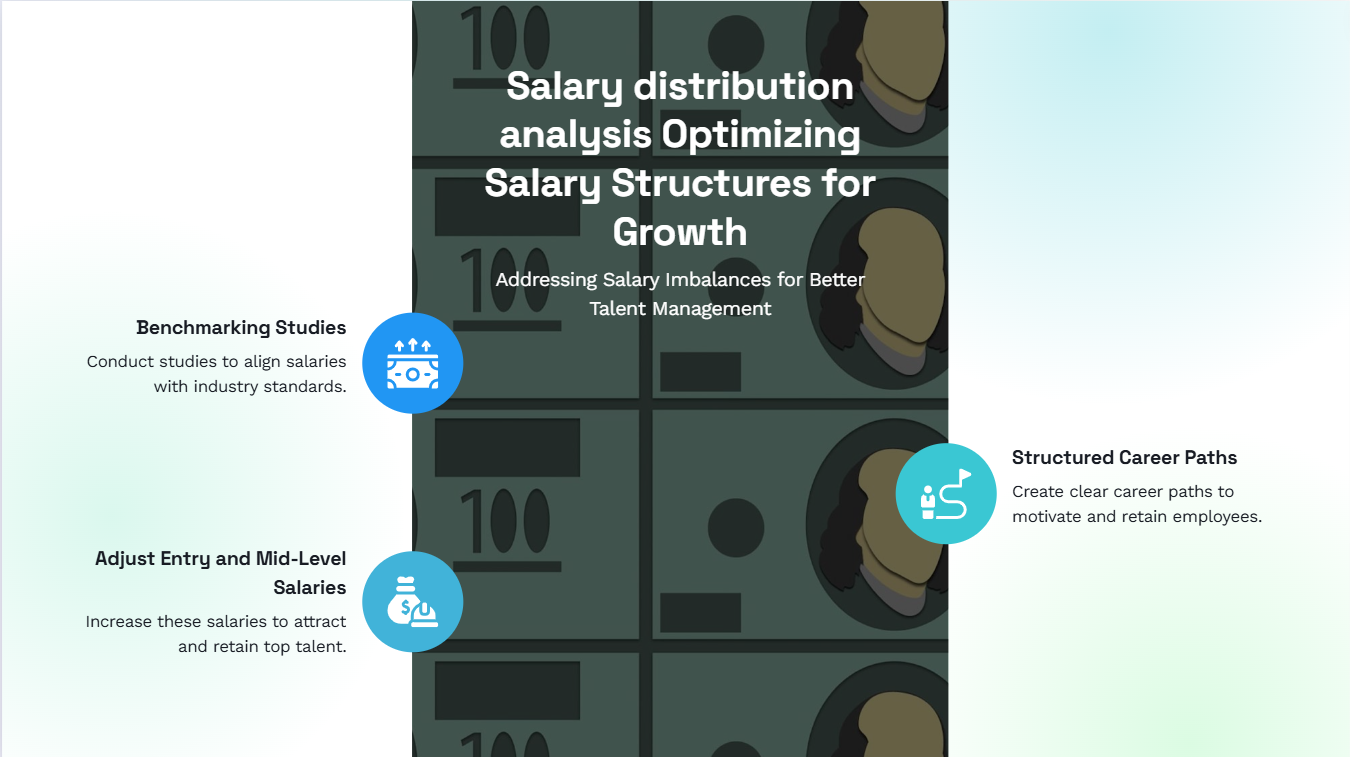 Salary distribution
analysis Optimizing
Salary Structures for
Growth
Addressing Salary Imbalances for Better
Talent Management
Benchmarking Studies
Conduct studies to align salaries
with industry standards.
Structured Career Paths
Create clear career paths to
motivate and retain employees.
Adjust Entry and Mid-Level
Salaries
Increase these salaries to attract
and retain top talent.
100
100
100
100
$